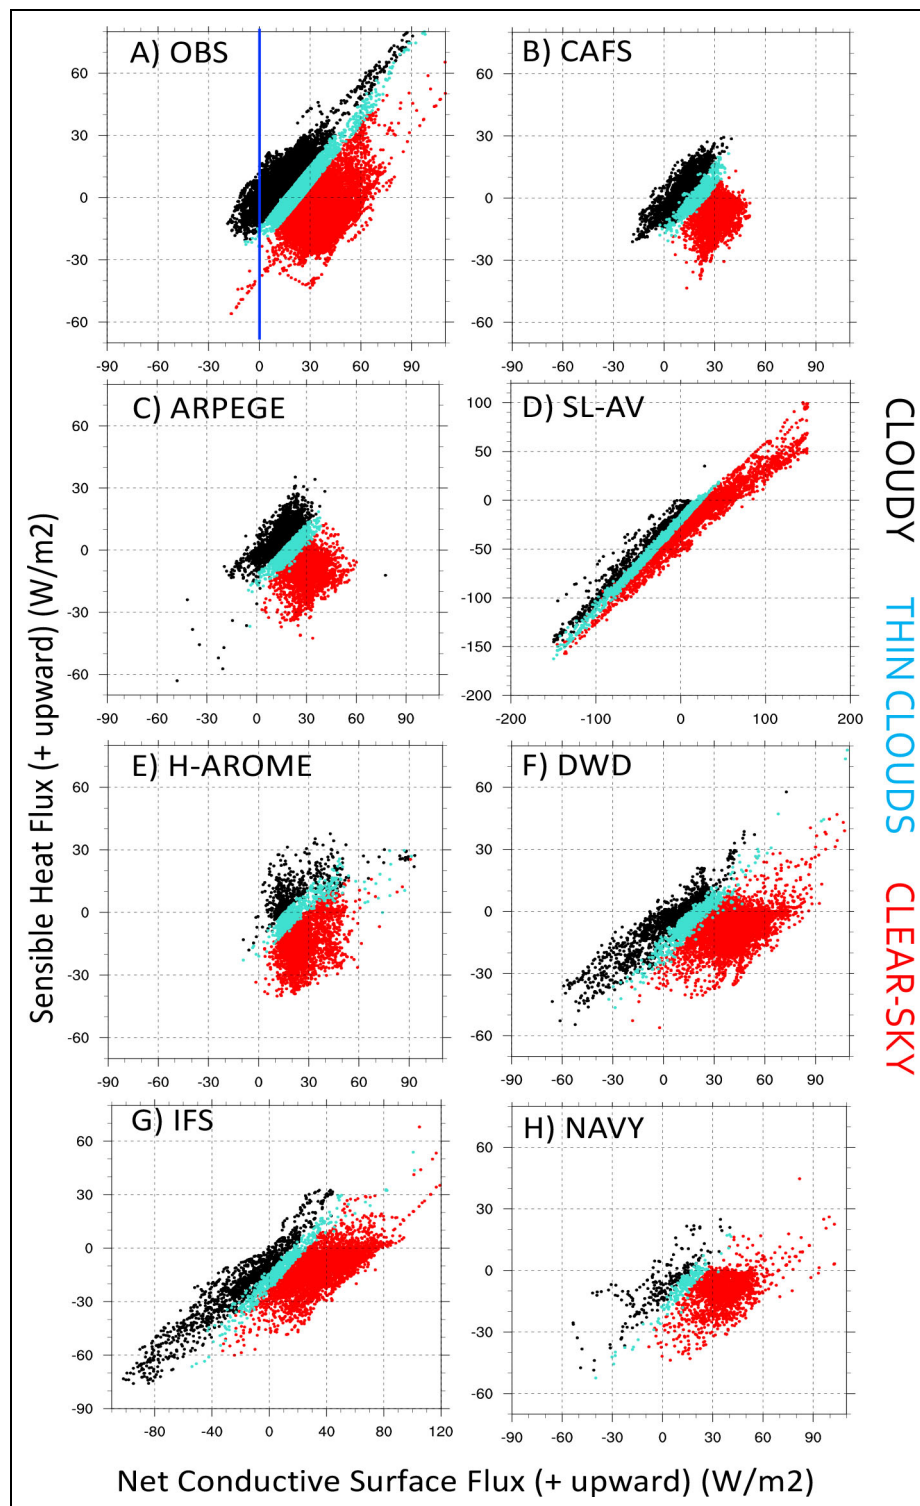 A) OBS
60
30
0
-30
-60
-90 -60 -30 0 30 60 90
B) CAFS
60
30
0
-30
-60
-90 -60 -30 0 30 60 90
C) ARPEGE
60
30
0
-30
-60
-90 -60 -30 0 30 60 90
D) SL-AV
100
50
0
-50
-100
-150
-200
-200 -100 0 100 200
E) H-AROME
60
30
0
-30
-60
-90 -60 -30 0 30 60 90
F) DWD
60
30
0
-30
-60
-90 -60 -30 0 30 60 90
G) IFS
60
30
0
-30
-60
-90
-80 -40 0 40 80 120
H) NAVY
60
30
0
-30
-60
-90 -60 -30 0 30 60 90
Sensible Heat Flux (+ upward) (W/m2)
Net Conductive Surface Flux (+ upward) (W/m2)
CLOUDY
THIN CLOUDS
CLEAR-SKY